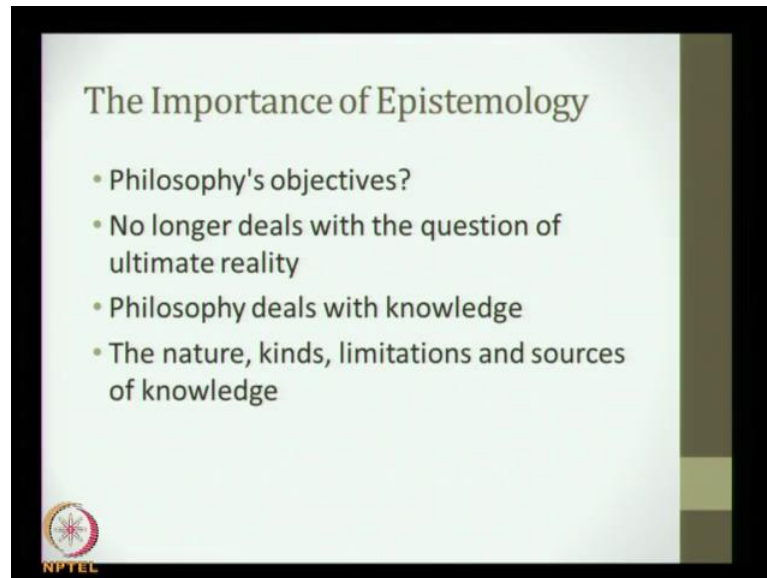 The Importance of Epistemology
• Philosophy's objectives?
• No longer deals with the question of
ultimate reality
• Philosophy deals with knowledge
• The nature, kinds, limitations and sources
of knowledge
NPTEL